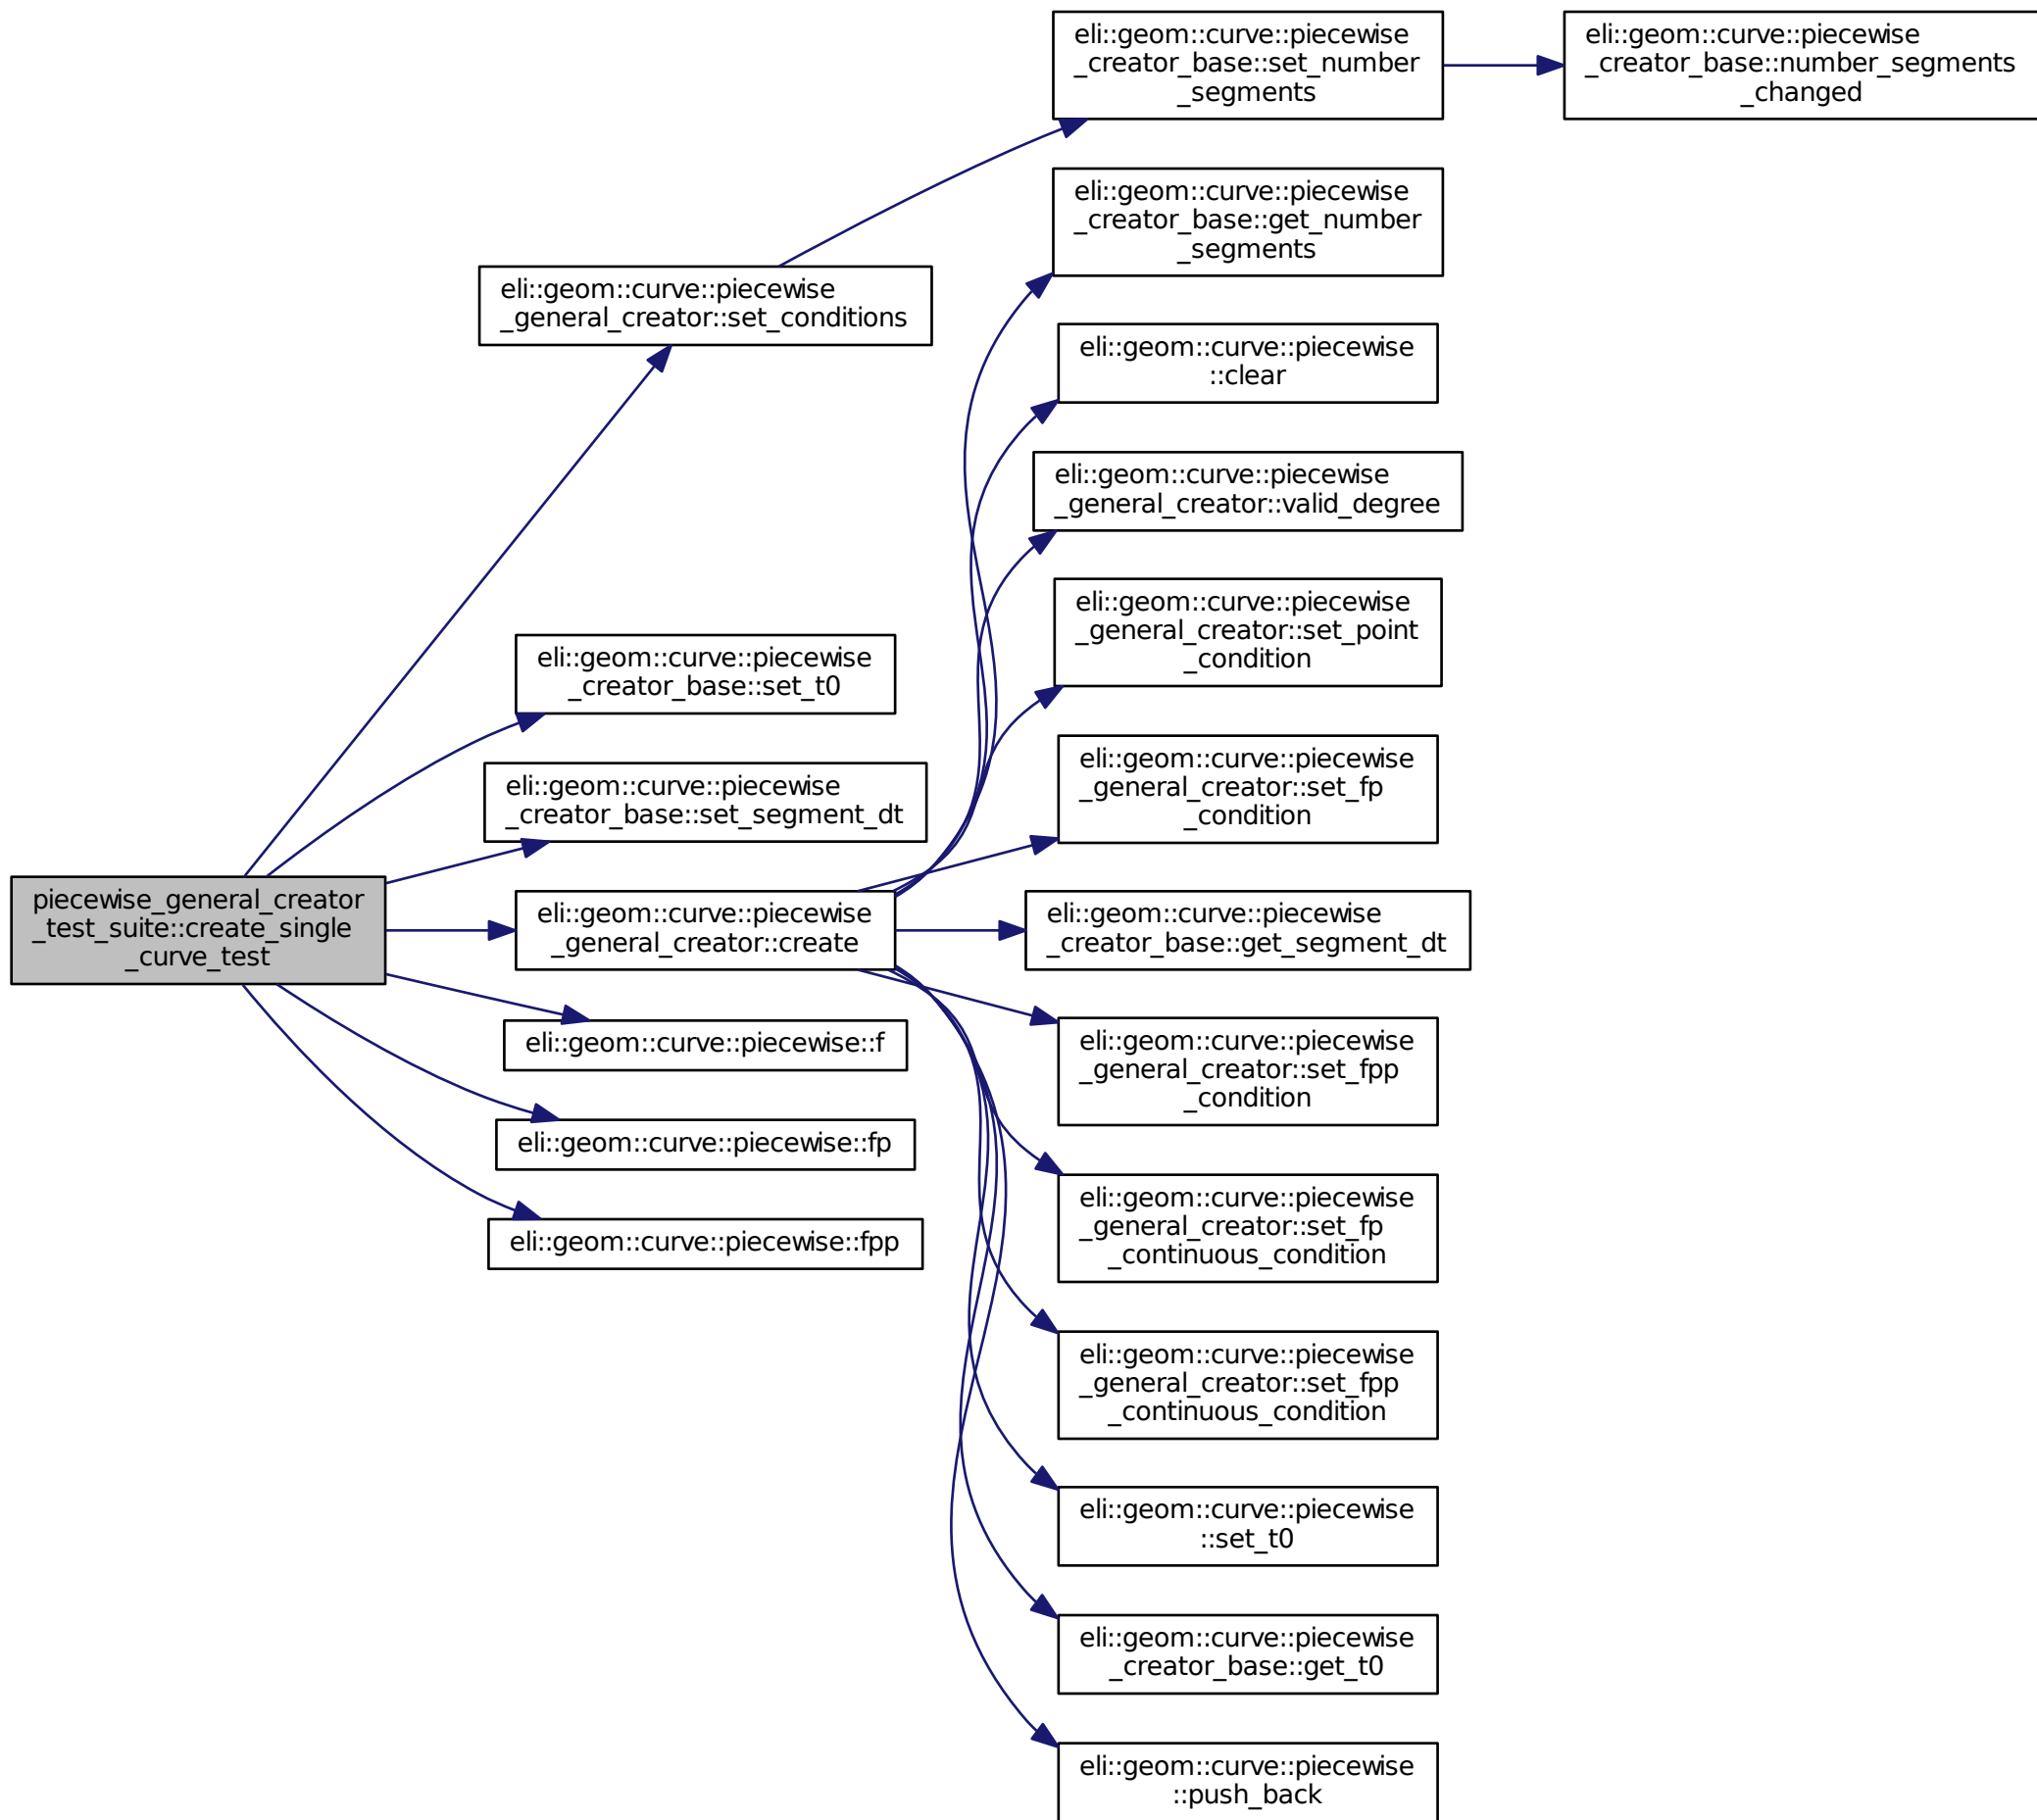 piecewise_general_creator
_test_suite::create_single
_curve_test
eli::geom::curve::piecewise
_general_creator::set_conditions
eli::geom::curve::piecewise
_creator_base::set_t0
eli::geom::curve::piecewise
_creator_base::set_segment_dt
eli::geom::curve::piecewise
_general_creator::create
eli::geom::curve::piecewise::f
eli::geom::curve::piecewise::fp
eli::geom::curve::piecewise::fpp
eli::geom::curve::piecewise
_creator_base::set_number
_segments
eli::geom::curve::piecewise
_creator_base::number_segments
_changed
eli::geom::curve::piecewise
_creator_base::get_number
_segments
eli::geom::curve::piecewise
::clear
eli::geom::curve::piecewise
_general_creator::valid_degree
eli::geom::curve::piecewise
_general_creator::set_point
_condition
eli::geom::curve::piecewise
_general_creator::set_fp
_condition
eli::geom::curve::piecewise
_creator_base::get_segment_dt
eli::geom::curve::piecewise
_general_creator::set_fpp
_condition
eli::geom::curve::piecewise
_general_creator::set_fp
_continuous_condition
eli::geom::curve::piecewise
_general_creator::set_fpp
_continuous_condition
eli::geom::curve::piecewise
::set_t0
eli::geom::curve::piecewise
_creator_base::get_t0
eli::geom::curve::piecewise
::push_back